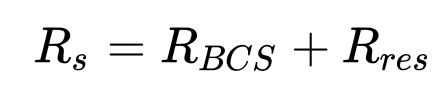 R_s = R_{BCS} + R_{res}